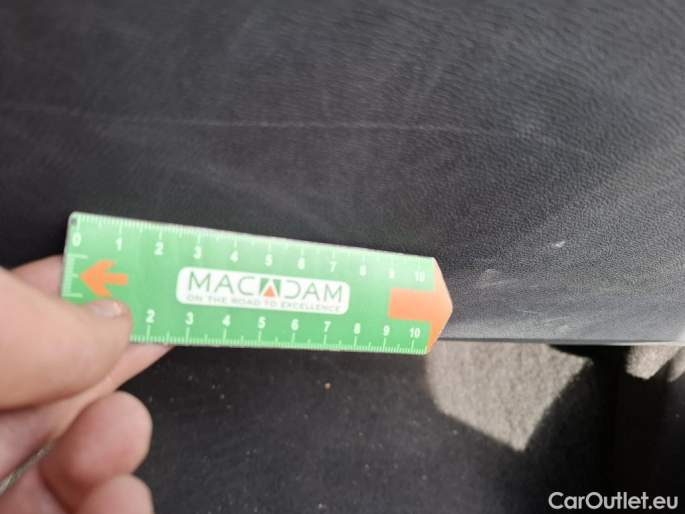 0 1 2 3 4 5 6 7 8 9 10
MACADAM
ON THE ROAD TO EXCELLENCE
2 3 4 5 6 7 8 9 10
CarOutlet.eu